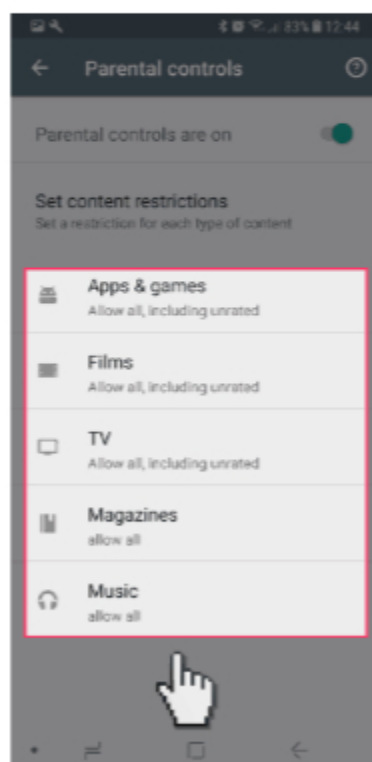 83% 12:44
Parental controls
Parental controls are on
Set content restrictions
Set a restriction for each type of content
Apps & games
Allow all, including unrated
Films
Allow all, including unrated
TV
Allow all, including unrated
Magazines
allow all
Music
allow all